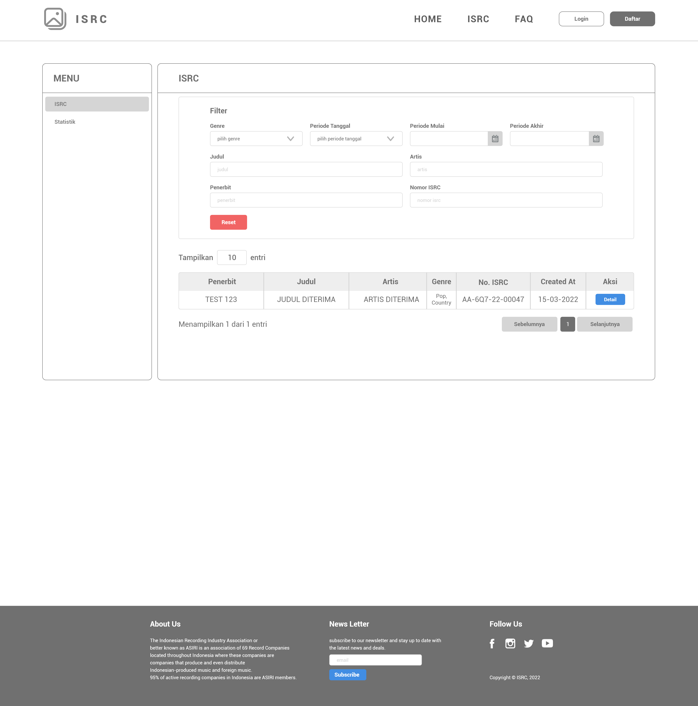 ISRC
HOME
ISRC
FAQ
Login
Daftar
MENU
ISRC
Statistik
ISRC
Filter
Genre
Periode Tanggal
Periode Mulai
Periode Akhir
pilih genre
pilih periode tanggal
Judul
Artis
judul
artis
Penerbit
Nomor ISRC
penerbit
nomor isrc
Reset
Tampilkan 10 entri
Penerbit Judul Artis Genre No. ISRC Created At Aksi
TEST 123 JUDUL DITERIMA ARTIS DITERIMA Pop, Country AA-6Q7-22-00047 15-03-2022 Detail
Menampilkan 1 dari 1 entri
Sebelumnya 1 Selanjutnya
About Us
The Indonesian Recording Industry Association or
better known as ASIRI is an association of 69 Record Companies
located throughout Indonesia where these companies are
companies that produce and even distribute
Indonesian-produced music and foreign music.
95% of active recording companies in Indonesia are ASIRI members
News Letter
subscribe to our newsletter and stay up to date with
the latest news and deals
email
Subscribe
Follow Us
Copyright © ISRC, 2022